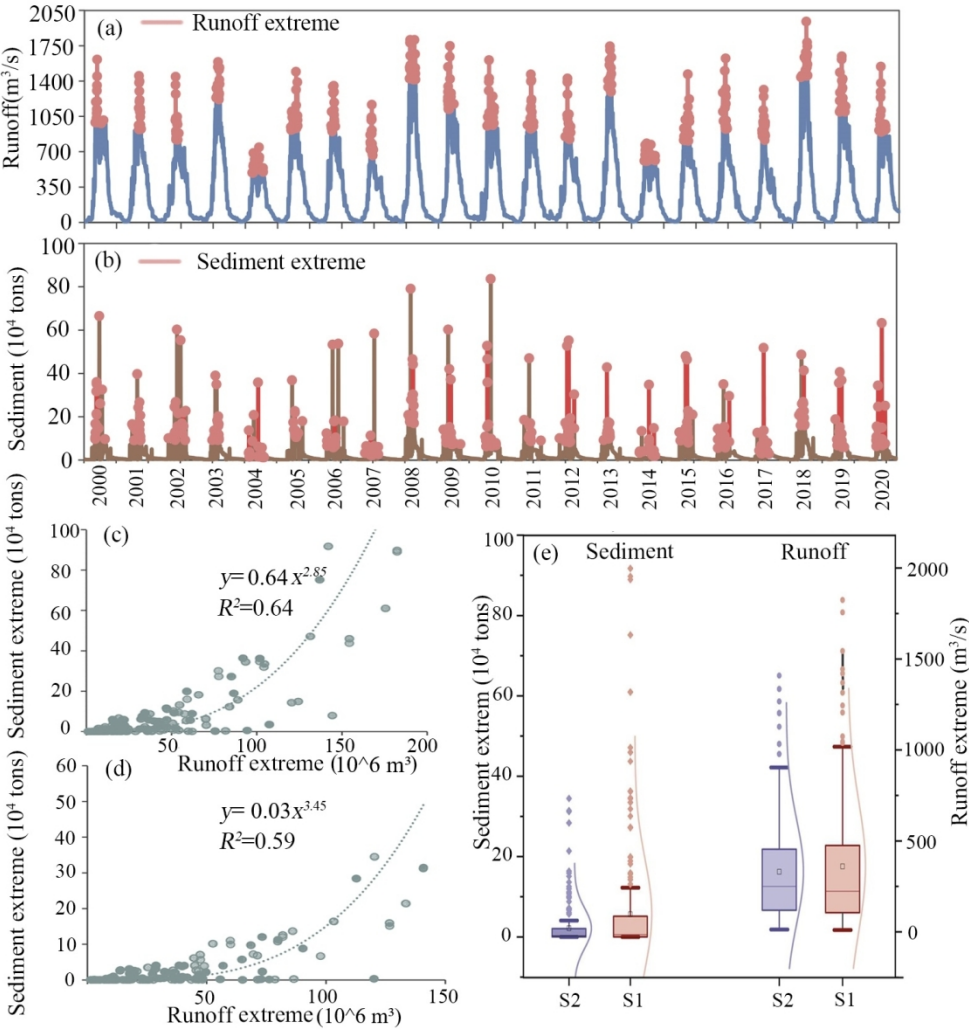 (a) Runoff extreme
Runoff(m³/s)
2050
1750
1400
1050
700
350
0
(b) Sediment extreme
Sediment (10⁴ tons)
100
80
60
40
20
0
2000 2001 2002 2003 2004 2005 2006 2007 2008 2009 2010 2011 2012 2013 2014 2015 2016 2017 2018 2019 2020
(c)
Sediment extreme (10⁴ tons)
100
80
60
40
20
0
y= 0.64x^2.85
R²=0.64
50 100 150 200
Runoff extreme (10^6 m³)
(d)
Sediment extreme (10⁴ tons)
60
50
40
30
20
10
0
y= 0.03x^3.45
R²=0.59
50 100 150
Runoff extreme (10^6 m³)
(e) Sediment Runoff
Sediment extrem (10⁴ tons)
100
80
60
40
20
0
Runoff extreme (m³/s)
2000
1500
1000
500
0
S2 S1 S2 S1